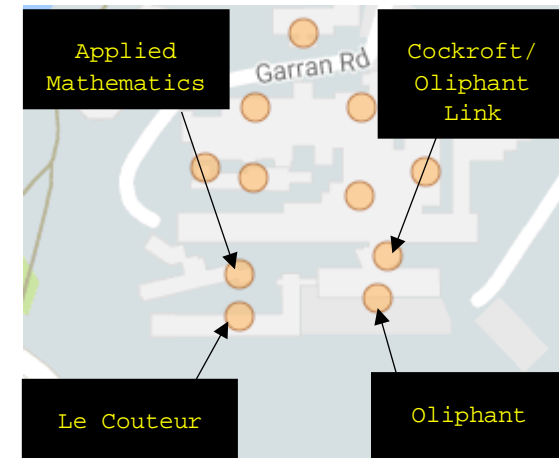 Applied
Mathematics
Cockroft/
Oliphant
Link
Garran Rd
Le Couteur
Oliphant